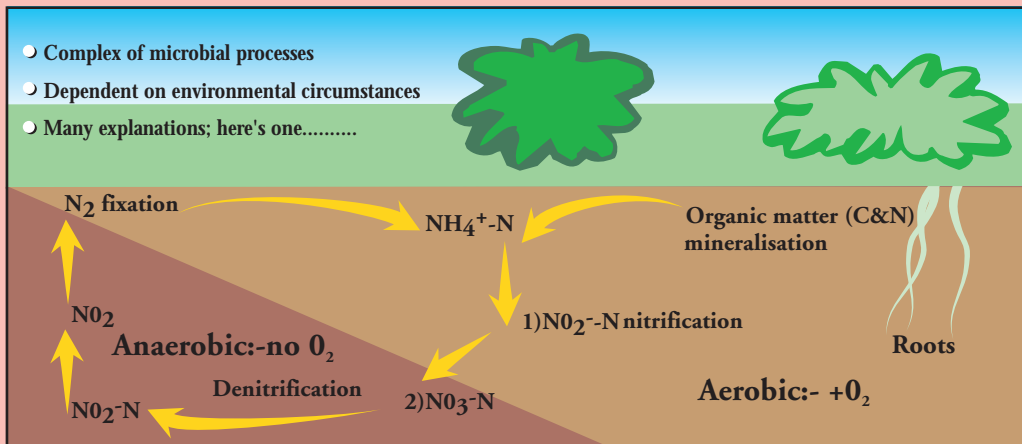 Complex of microbial processes
Dependent on environmental circumstances
Many explanations; here's one..........
N2 fixation
NH4+-N
Organic matter (C&N)
mineralisation
N02
1)N02--N nitrification
Anaerobic:-no 02
Roots
Denitrification
2)N03-N
Aerobic:- +02
N02-N